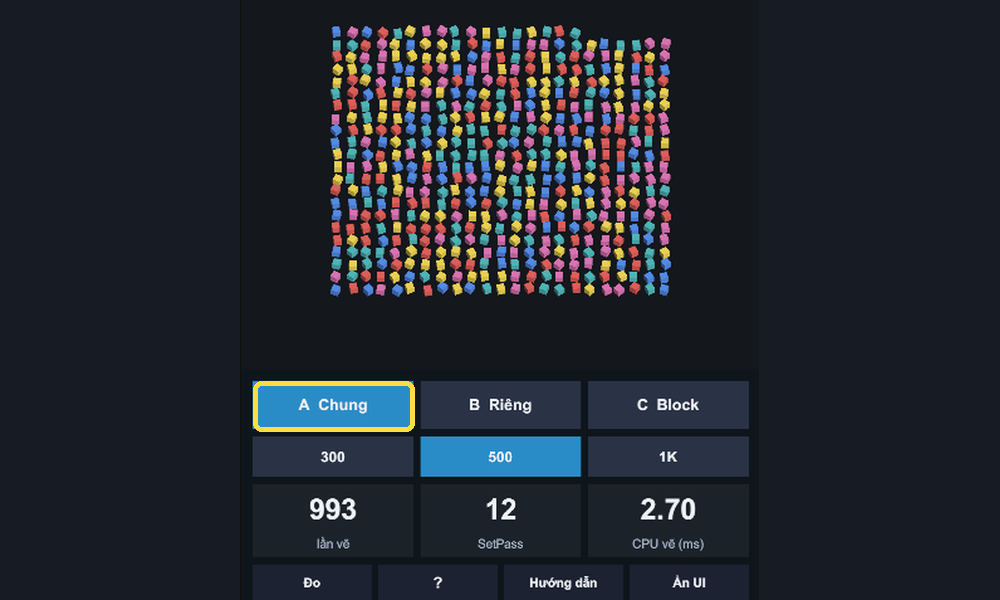 A Chung
B Riêng
C Block
300
500
1K
993
12
2.70
lần vẽ
SetPass
CPU vẽ (ms)
Đo
?
Hướng dẫn
Ẩn UI